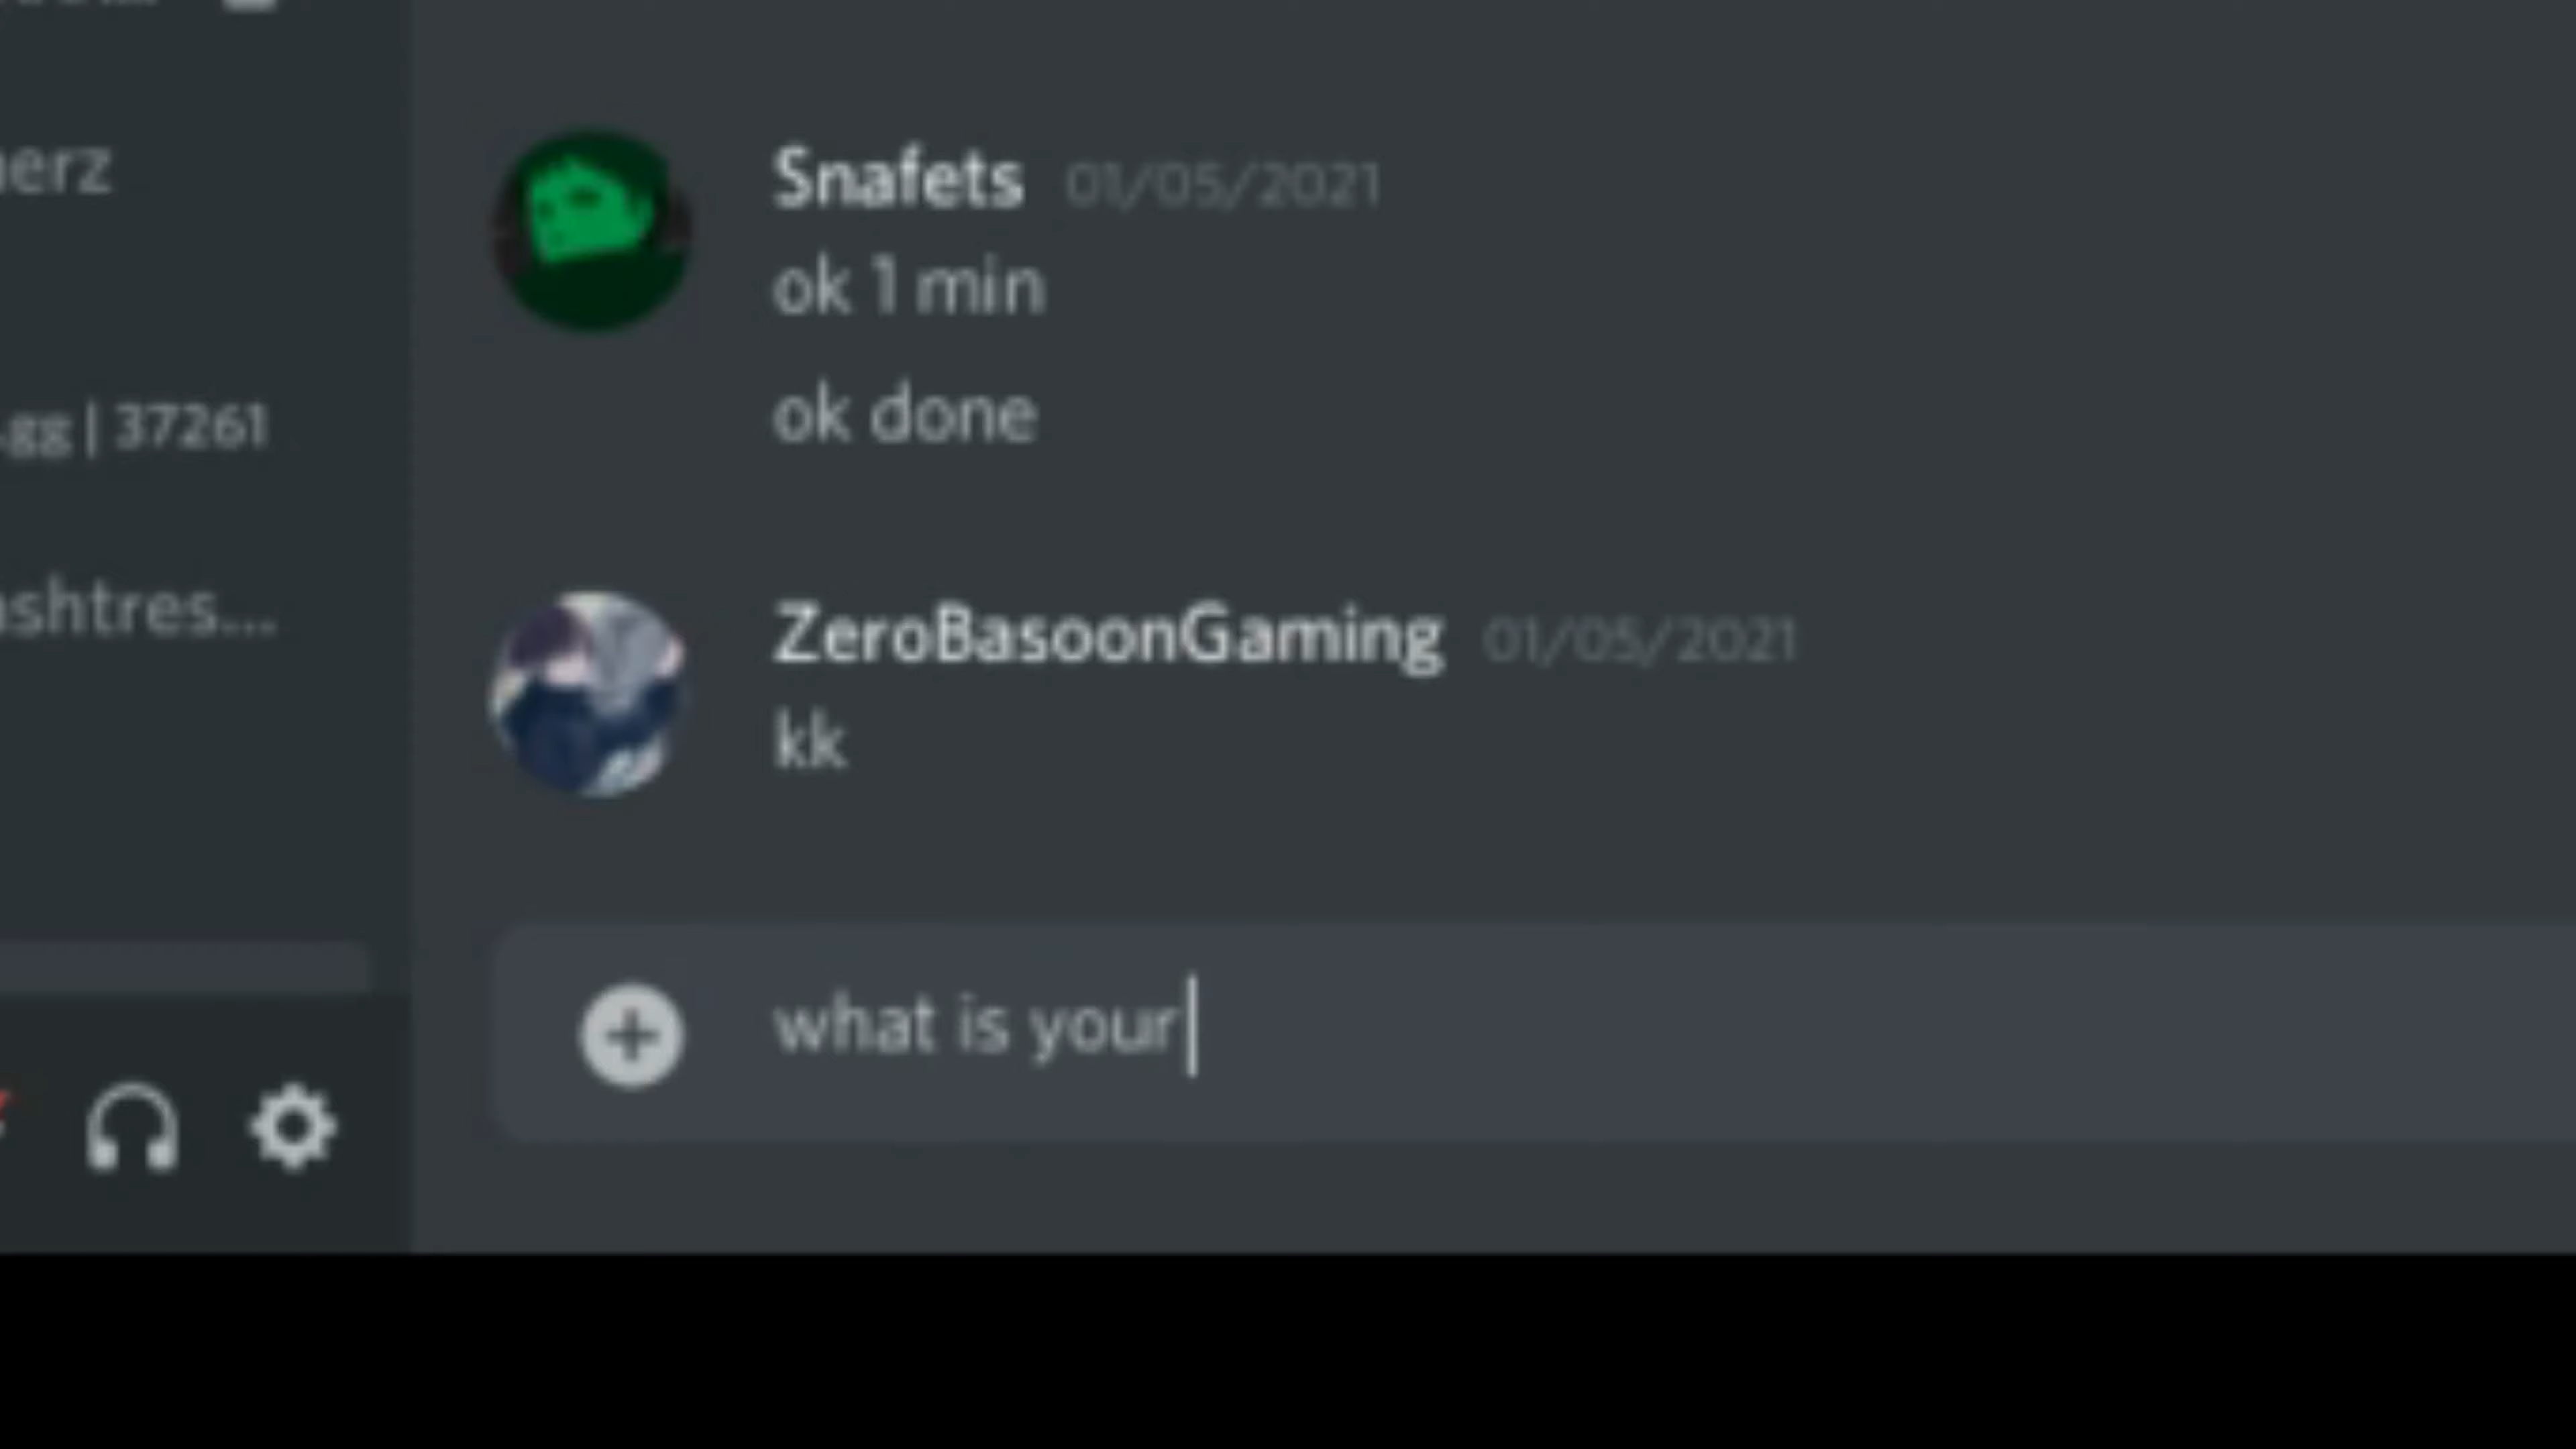 Snafets 01/05/2021
ok 1 min
ok done
ZeroBasoonGaming 01/05/2021
kk
what is your
erz
.gg | 37261
shtres...